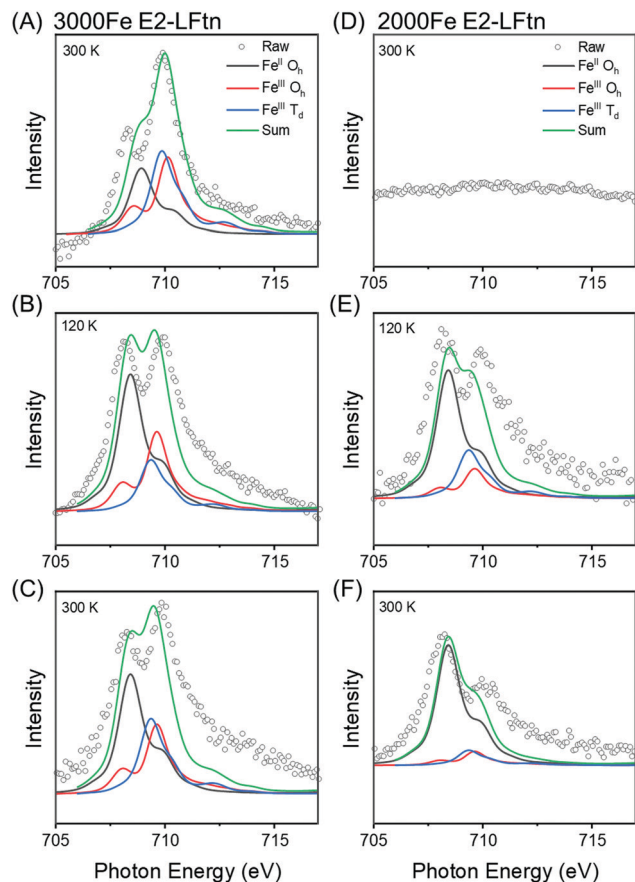 (A) 3000Fe E2-LFtn
300 K
Raw
Fe^II O_h
Fe^III O_h
Fe^III T_d
Sum
Intensity
705 710 715
(B)
120 K
Intensity
705 710 715
(C)
300 K
Intensity
705 710 715
Photon Energy (eV)
(D) 2000Fe E2-LFtn
300 K
Raw
Fe^II O_h
Fe^III O_h
Fe^III T_d
Sum
Intensity
705 710 715
(E)
120 K
Intensity
705 710 715
(F)
300 K
Intensity
705 710 715
Photon Energy (eV)